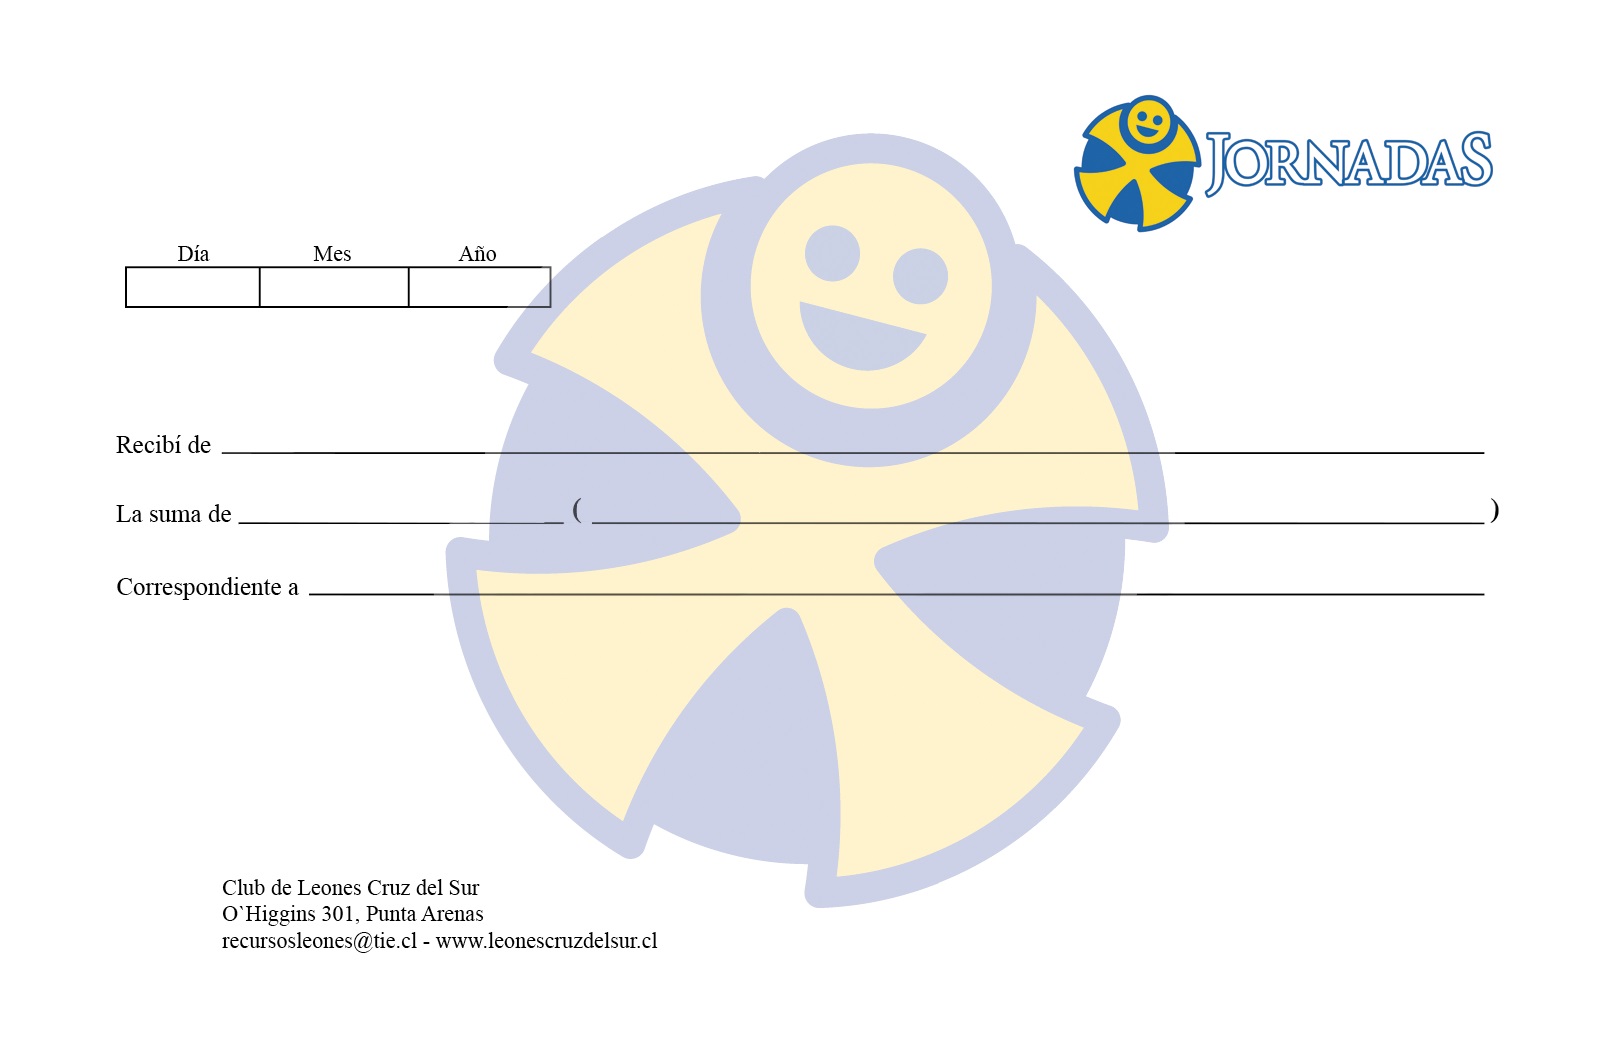 JORNADAS
Día Mes Año
Recibí de
La suma de ( )
Correspondiente a
Club de Leones Cruz del Sur
O`Higgins 301, Punta Arenas
recursosleones@tie.cl - www.leonescruzdelsur.cl